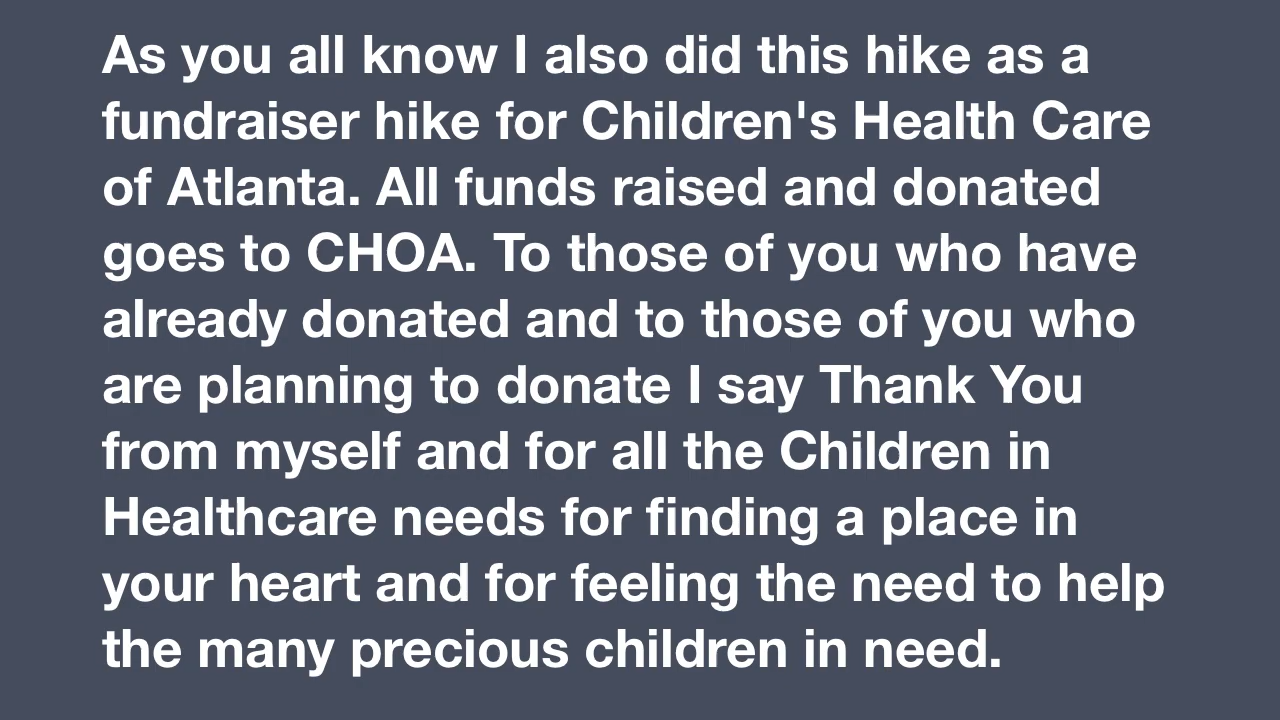 As you all know I also did this hike as a
fundraiser hike for Children's Health Care
of Atlanta. All funds raised and donated
goes to CHOA. To those of you who have
already donated and to those of you who
are planning to donate I say Thank You
from myself and for all the Children in
Healthcare needs for finding a place in
your heart and for feeling the need to help
the many precious children in need.